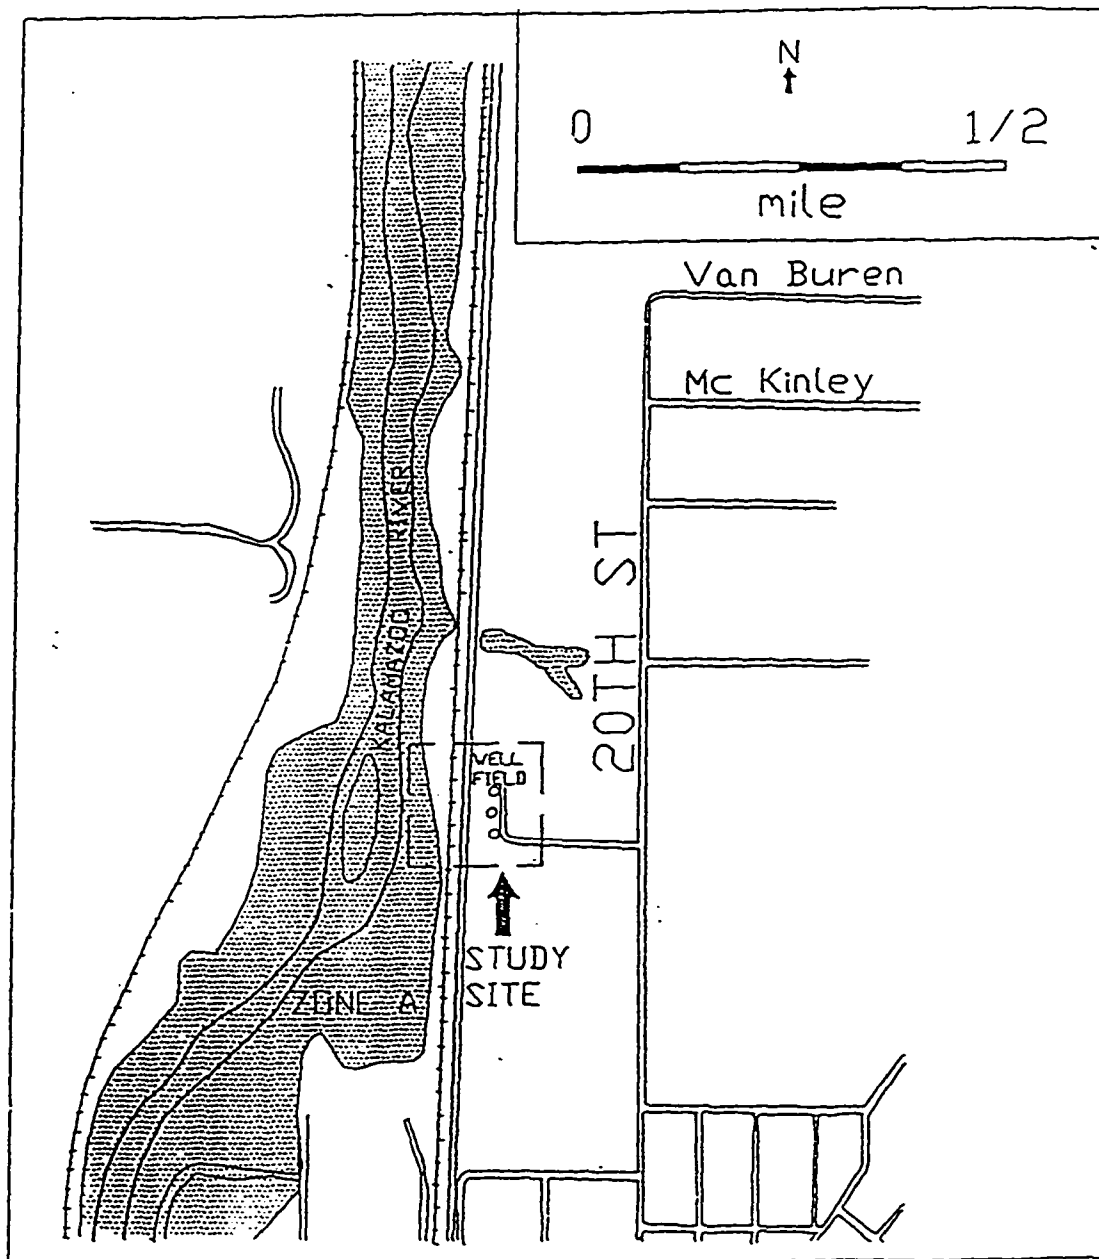 N
0 1/2
mile
Van Buren
Mc Kinley
KALAMAZOO RIVER
20TH ST
WELL
FIELD
STUDY
SITE
ZONE A